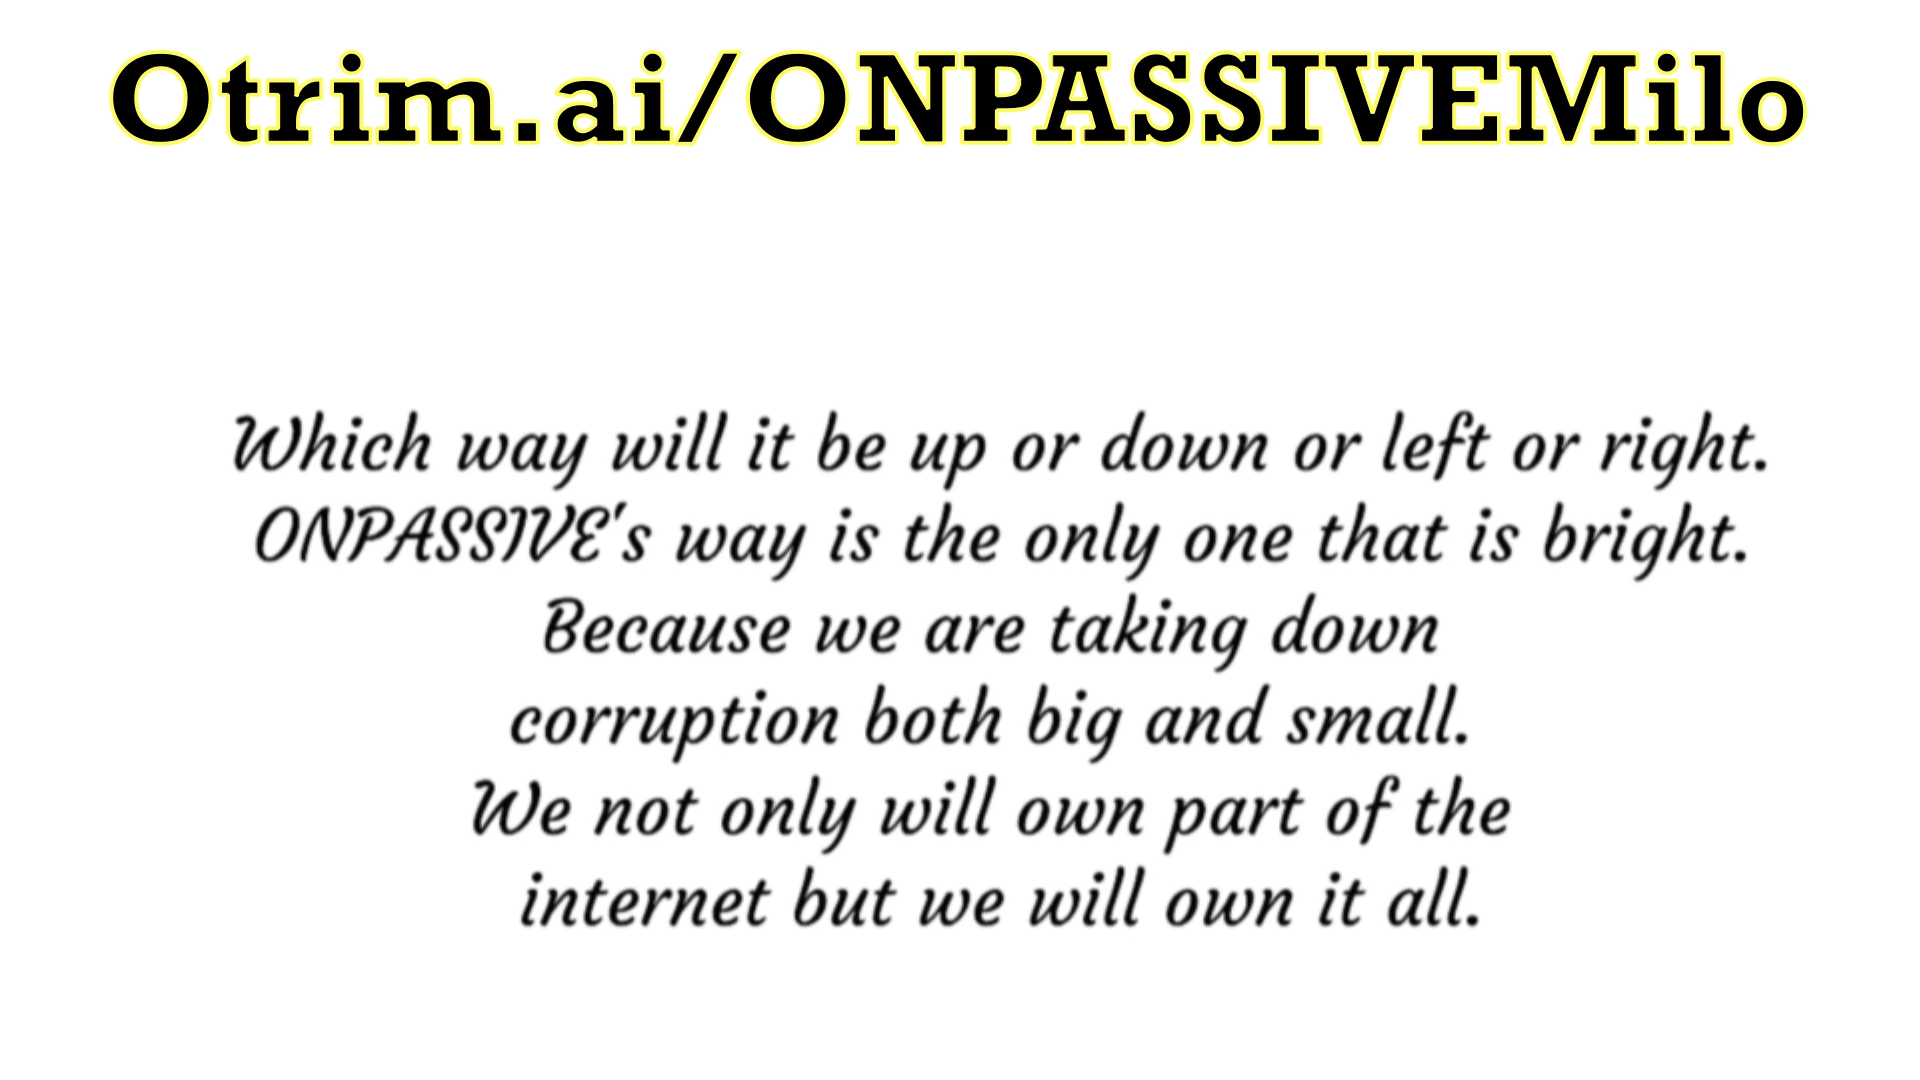 Otrim.ai/ONPASSIVEMilo
Which way will it be up or down or left or right.
ONPASSIVE's way is the only one that is bright.
Because we are taking down
corruption both big and small.
We not only will own part of the
internet but we will own it all.